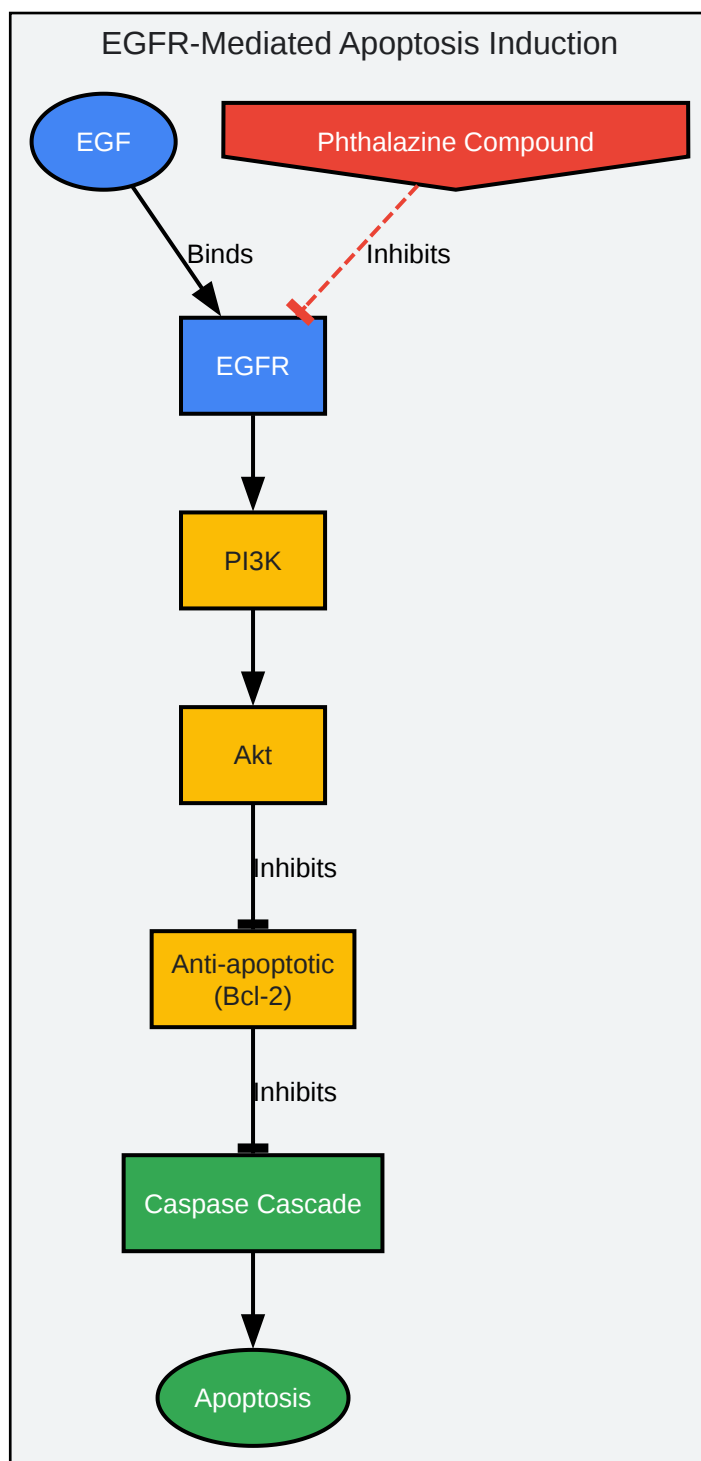 EGFR-Mediated Apoptosis Induction
EGF
Phthalazine Compound
Binds
Inhibits
EGFR
PI3K
Akt
Inhibits
Anti-apoptotic
(Bcl-2)
Inhibits
Caspase Cascade
Apoptosis